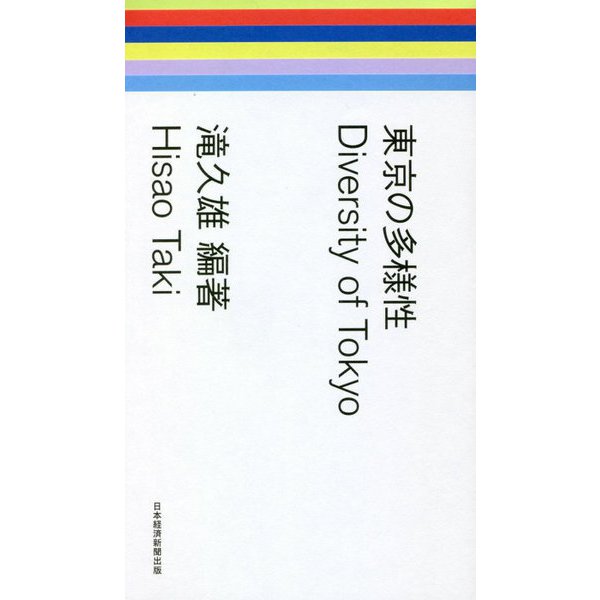 東京の多様性
Diversity of Tokyo
滝久雄 編著
Hisao Taki
日本経済新聞出版